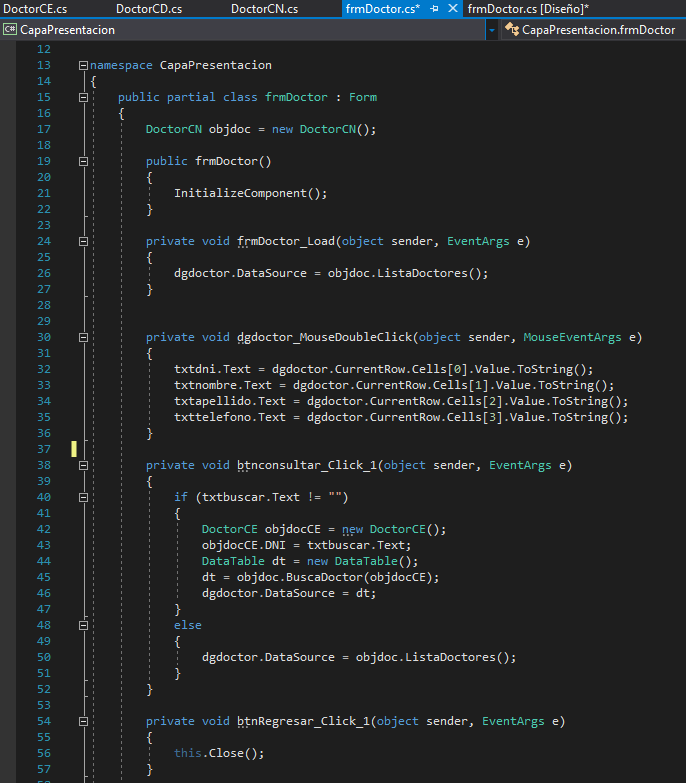 DoctorCE.cs DoctorCD.cs DoctorCN.cs frmDoctor.cs* frmDoctor.cs [Diseño]*
C# CapaPresentacion CapaPresentacion.frmDoctor
12
13 namespace CapaPresentacion
14 {
15 public partial class frmDoctor : Form
16 {
17 DoctorCN objdoc = new DoctorCN();
18
19 public frmDoctor()
20 {
21 InitializeComponent();
22 }
23
24 private void frmDoctor_Load(object sender, EventArgs e)
25 {
26 dgdoctor.DataSource = objdoc.ListaDoctores();
27 }
28
29
30 private void dgdoctor_MouseDoubleClick(object sender, MouseEventArgs e)
31 {
32 txtdni.Text = dgdoctor.CurrentRow.Cells[0].Value.ToString();
33 txtnombre.Text = dgdoctor.CurrentRow.Cells[1].Value.ToString();
34 txtapellido.Text = dgdoctor.CurrentRow.Cells[2].Value.ToString();
35 txttelefono.Text = dgdoctor.CurrentRow.Cells[3].Value.ToString();
36 }
37
38 private void btnconsultar_Click_1(object sender, EventArgs e)
39 {
40 if (txtbuscar.Text != "")
41 {
42 DoctorCE objdocCE = new DoctorCE();
43 objdocCE.DNI = txtbuscar.Text;
44 DataTable dt = new DataTable();
45 dt = objdoc.BuscaDoctor(objdocCE);
46 dgdoctor.DataSource = dt;
47 }
48 else
49 {
50 dgdoctor.DataSource = objdoc.ListaDoctores();
51 }
52 }
53
54 private void btnRegresar_Click_1(object sender, EventArgs e)
55 {
56 this.Close();
57 }